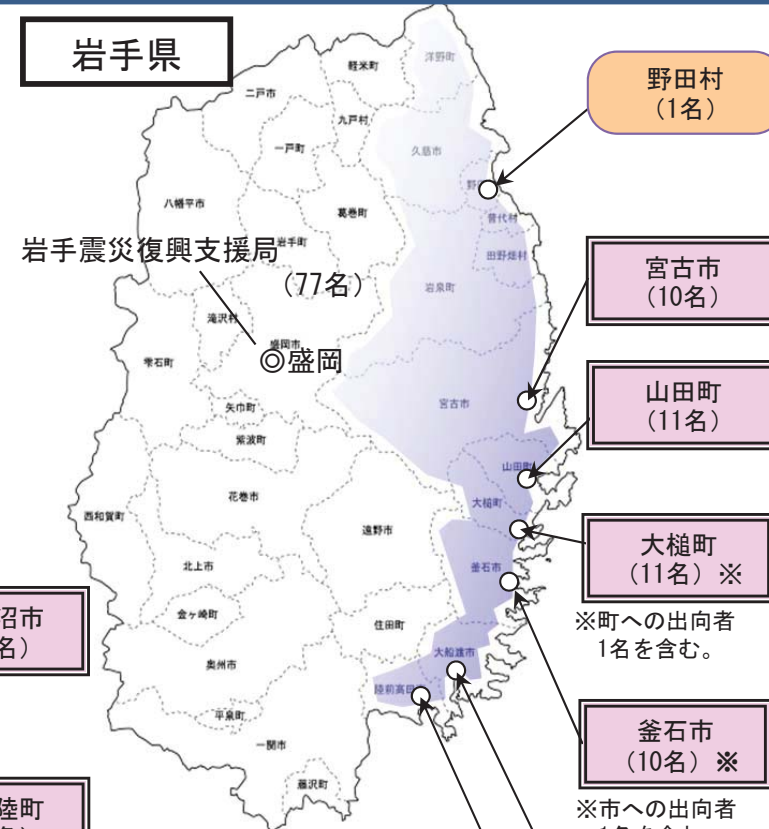 岩手県
軽米町
洋野町
二戸市
九戸村
一戸町
久慈市
野田村
(1名)
八幡平市
葛巻町
普代村
岩手町
田野畑村
岩手震災復興支援局
(77名)
岩泉町
宮古市
(10名)
滝沢村
盛岡市
◎盛岡
雫石町
矢巾町
宮古市
山田町
(11名)
紫波町
山田町
花巻市
大槌町
西和賀町
遠野市
大槌町
(11名)※
北上市
釜石市
※町への出向者
1名を含む。
金ヶ崎町
住田町
沼市
名)
奥州市
大船渡市
陸前高田
平泉町
釜石市
(10名)※
一関市
藤沢町
陸町
※市への出向者